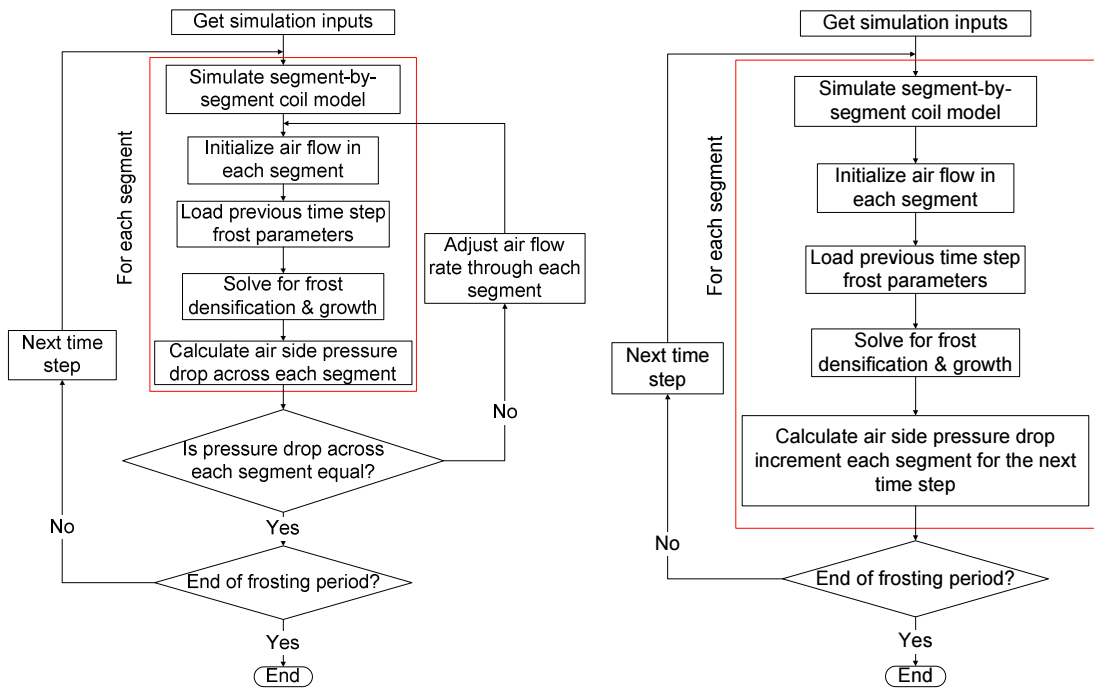 Get simulation inputs
Simulate segment-by-
segment coil model
Initialize air flow in
each segment
Load previous time step
frost parameters
Solve for frost
densification & growth
Calculate air side pressure
drop across each segment
For each segment
Adjust air flow
rate through each
segment
Next time
step
No
Is pressure drop across
each segment equal?
No
Yes
End of frosting period?
Yes
End
Get simulation inputs
Simulate segment-by-
segment coil model
Initialize air flow in
each segment
Load previous time step
frost parameters
Solve for frost
densification & growth
Calculate air side pressure drop
increment each segment for the next
time step
For each segment
Next time
step
No
End of frosting period?
Yes
End